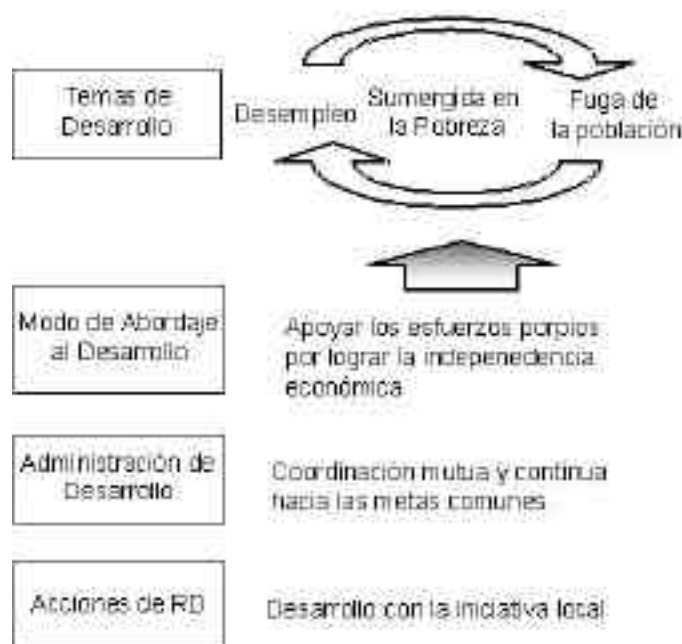 Temas de
Desarrollo
Desempleo
Sumergida en
la Pobreza
Fuga de
la población
Modo de Abordaje
al Desarrollo
Apoyar los esfuerzos porpios
por lograr la indepenedencia
económica
Administración de
Desarrollo
Coordinación mutua y continua
hacia las metas comunes
Acciones de RD
Desarrollo con la iniciativa local